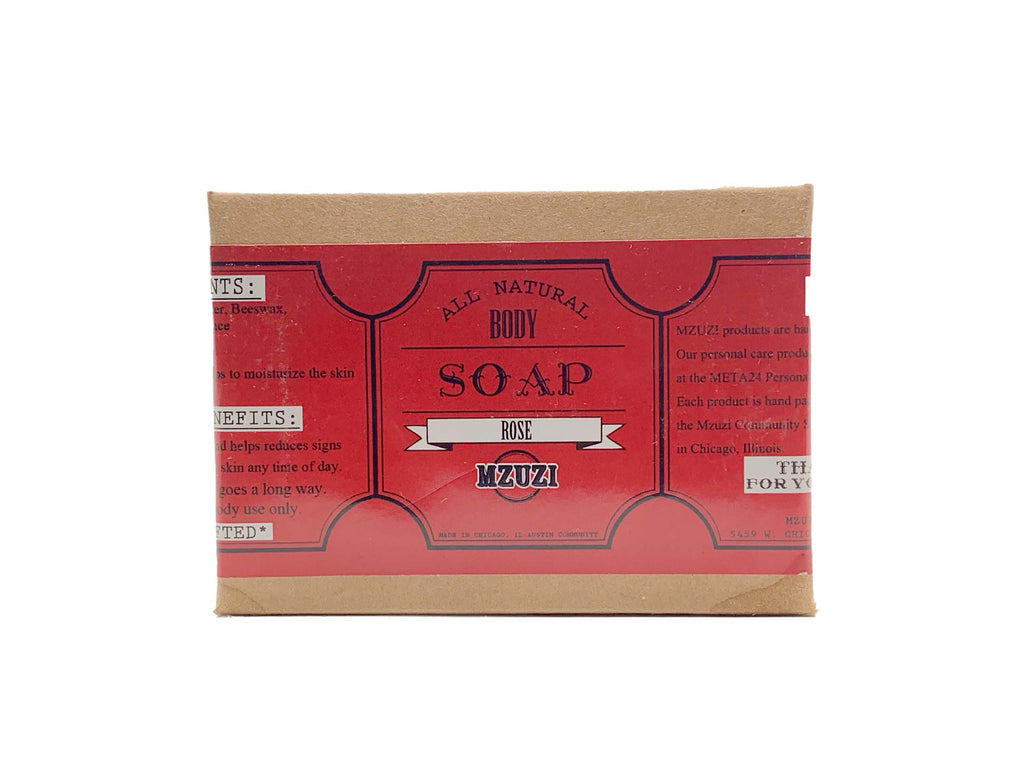 NTS:
er, Beeswax,
nce
ps to moisturize the skin
NEFITS:
nd helps reduces signs
skin any time of day.
goes a long way.
ody use only.
FTED*
ALL NATURAL
BODY
SOAP
ROSE
MZUZI
MADE IN CHICAGO, IL-AUSTIN COMMUNITY
MZUZI products are ha
Our personal care produ
at the META24 Persona
Each product is hand pa
the Mzuzi Community S
in Chicago, Illinois.
THA
FOR YO
MZU
5459 W. CHIC